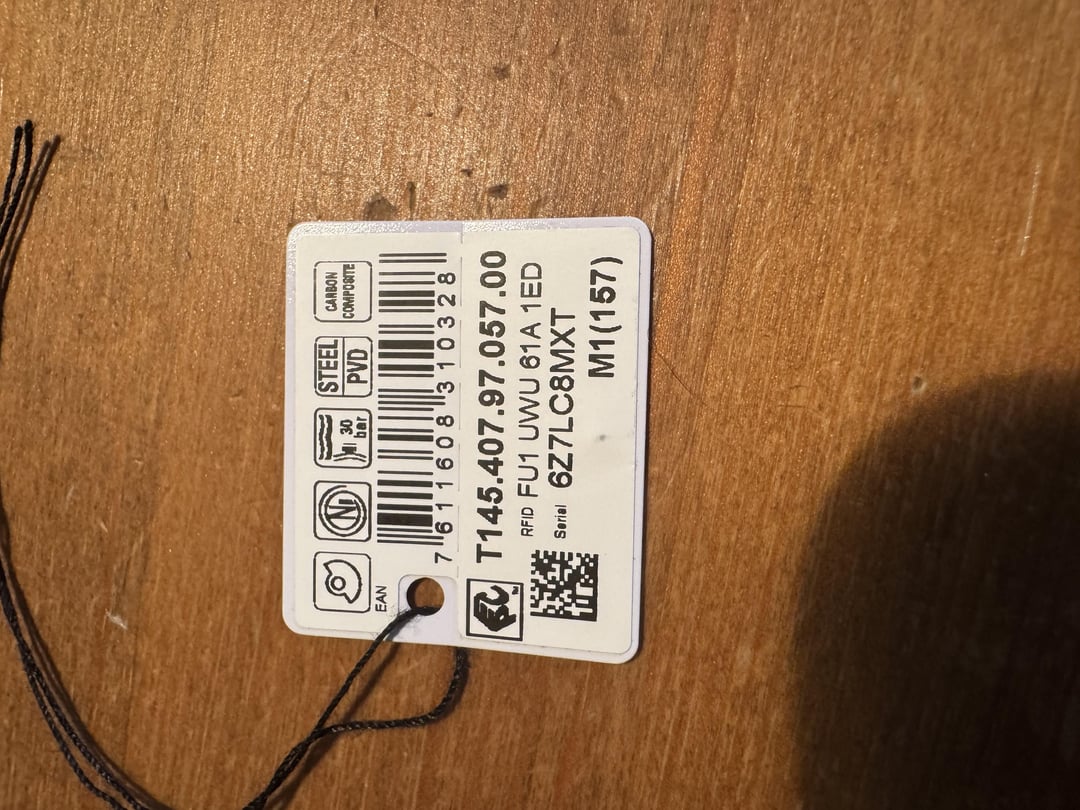 30
bar
STEEL
PVD
CARBON
COMPOSITE
EAN
7 611608 310328
T145.407.97.057.00
RFID FU1 UWU 61A 1ED
Serial 6Z7LC8MXT
M1(157)